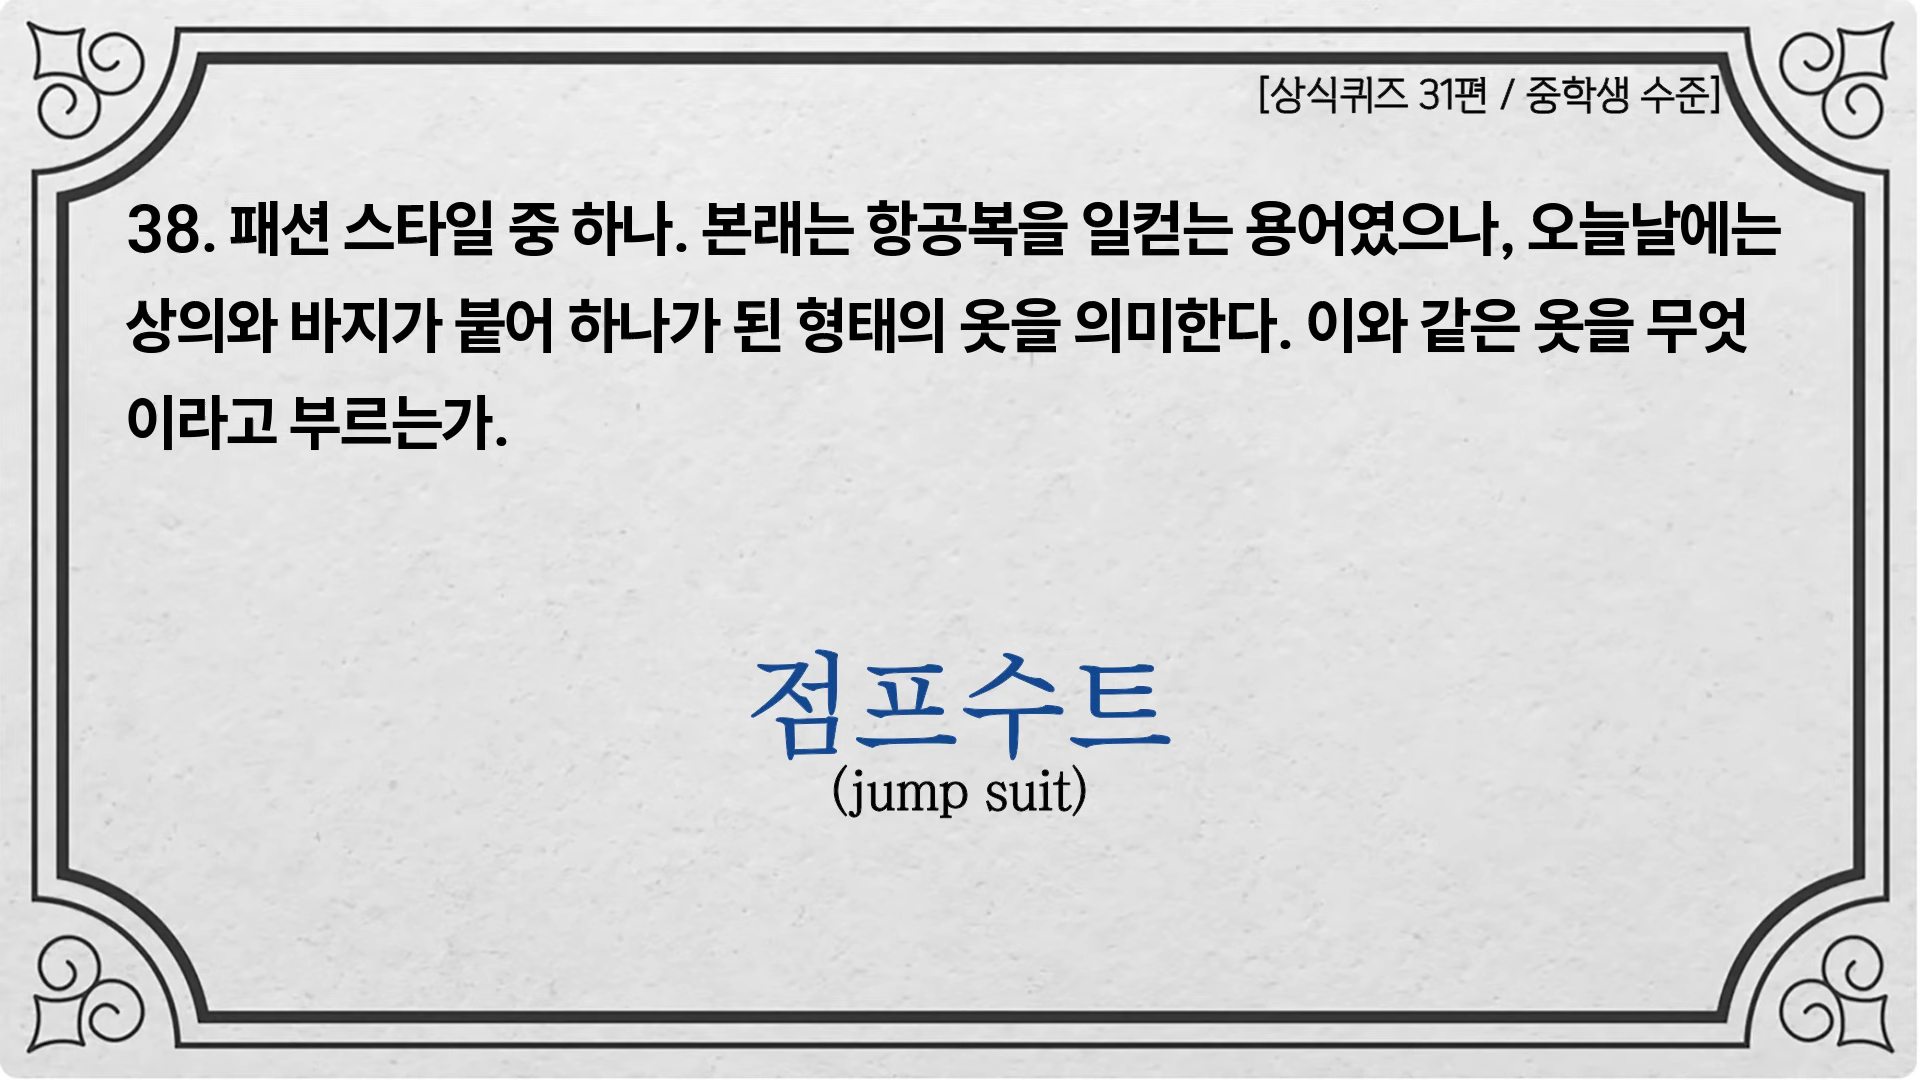 [상식퀴즈 31편 / 중학생 수준]
38. 패션 스타일 중 하나. 본래는 항공복을 일컫는 용어였으나, 오늘날에는
상의와 바지가 붙어 하나가 된 형태의 옷을 의미한다. 이와 같은 옷을 무엇
이라고 부르는가.
점프수트
(jump suit)